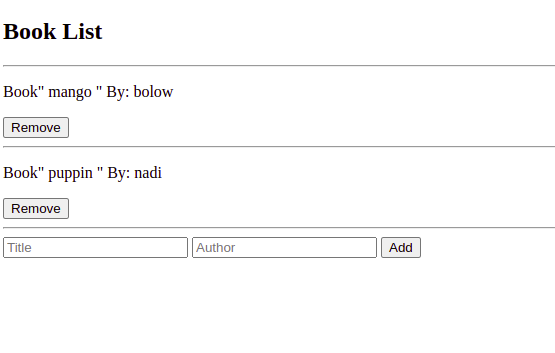 Book List
Book" mango " By: bolow
Remove
Book" puppin " By: nadi
Remove
Title Author Add